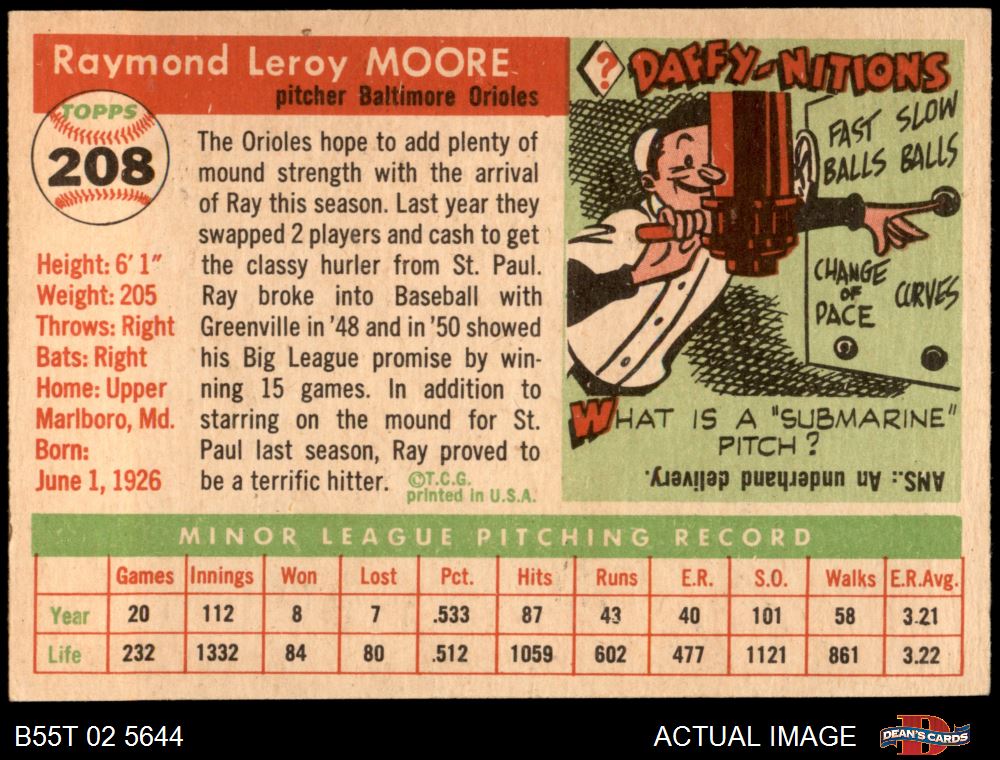 Raymond Leroy MOORE
pitcher Baltimore Orioles
TOPPS
208
Height: 6' 1"
Weight: 205
Throws: Right
Bats: Right
Home: Upper
Marlboro, Md.
Born:
June 1, 1926
The Orioles hope to add plenty of
mound strength with the arrival
of Ray this season. Last year they
swapped 2 players and cash to get
the classy hurler from St. Paul.
Ray broke into Baseball with
Greenville in '48 and in '50 showed
his Big League promise by win-
ning 15 games. In addition to
starring on the mound for St.
Paul last season, Ray proved to
be a terrific hitter.
©T.C.G.
printed in U.S.A.
?
DAFFY-NITIONS
FAST BALLS
SLOW BALLS
CHANGE OF PACE
CURVES
WHAT IS A "SUBMARINE"
PITCH?
ANS.: An underhand delivery.
MINOR LEAGUE PITCHING RECORD
Games Innings Won Lost Pct. Hits Runs E.R. S.O. Walks E.R.Avg.
Year 20 112 8 7 .533 87 43 40 101 58 3.21
Life 232 1332 84 80 .512 1059 602 477 1121 861 3.22
B55T 02 5644
ACTUAL IMAGE
D
DEAN'S CARDS